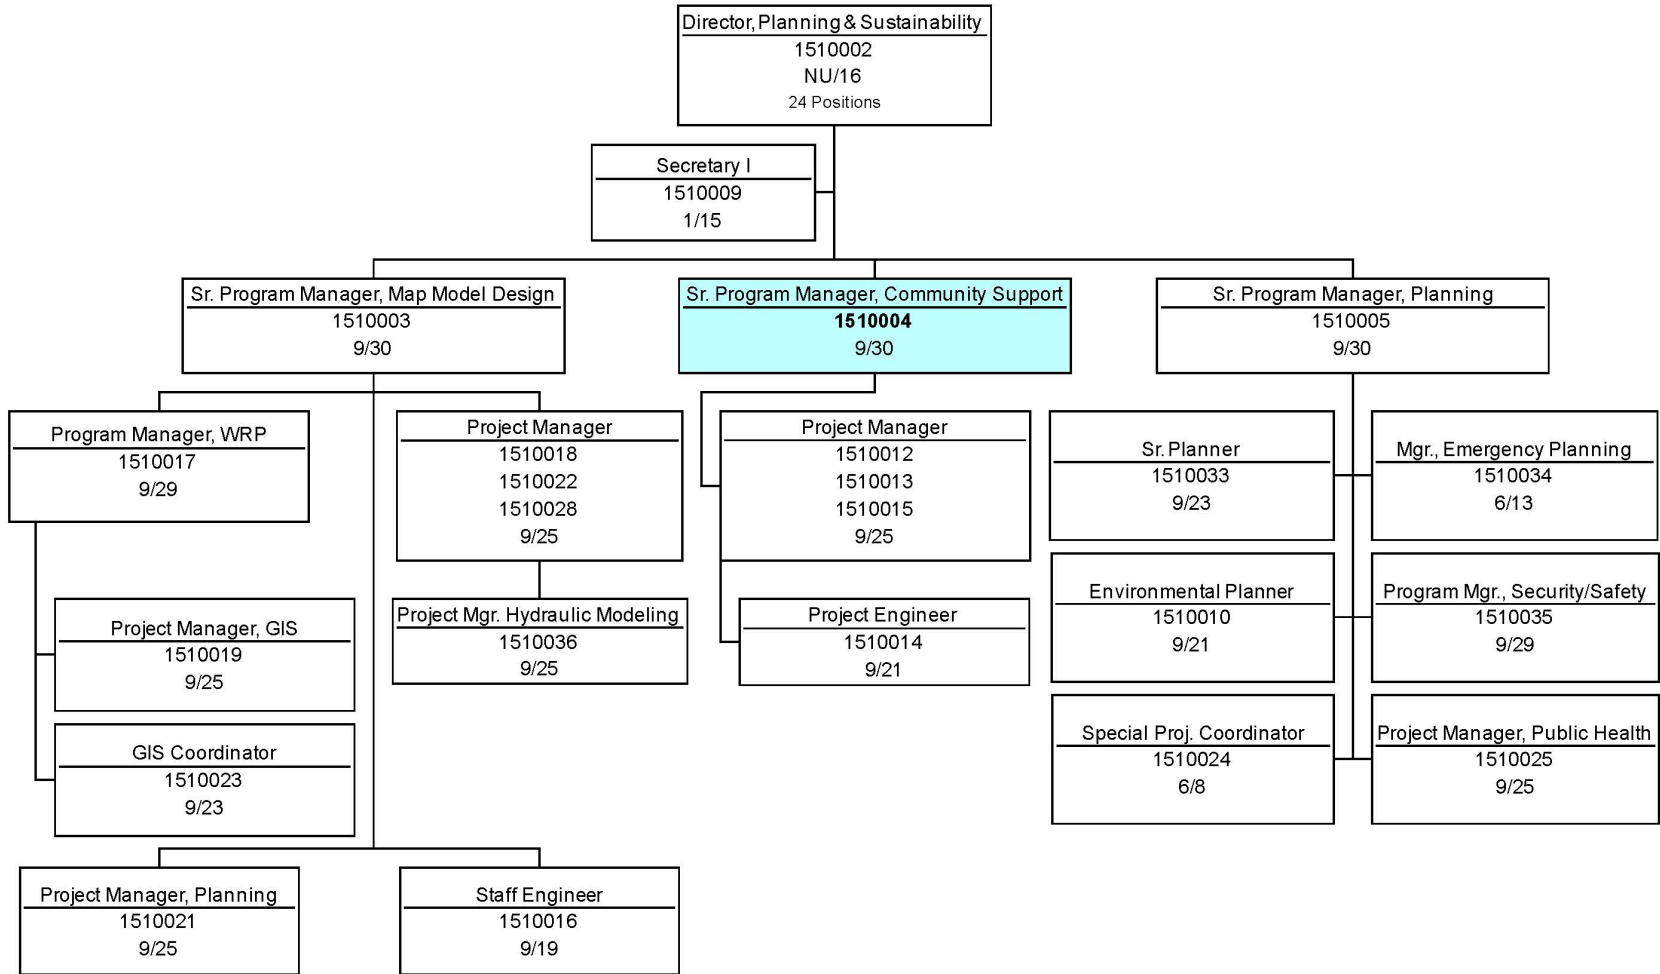 Director, Planning & Sustainability
1510002
NU/16
24 Positions
Secretary I
1510009
1/15
Sr. Program Manager, Map Model Design
1510003
9/30
Sr. Program Manager, Community Support
1510004
9/30
Sr. Program Manager, Planning
1510005
9/30
Program Manager, WRP
1510017
9/29
Project Manager
1510018
1510022
1510028
9/25
Project Manager
1510012
1510013
1510015
9/25
Sr. Planner
1510033
9/23
Mgr., Emergency Planning
1510034
6/13
Environmental Planner
1510010
9/21
Program Mgr., Security/Safety
1510035
9/29
Project Manager, GIS
1510019
9/25
Project Mgr. Hydraulic Modeling
1510036
9/25
Project Engineer
1510014
9/21
Special Proj. Coordinator
1510024
6/8
Project Manager, Public Health
1510025
9/25
GIS Coordinator
1510023
9/23
Project Manager, Planning
1510021
9/25
Staff Engineer
1510016
9/19